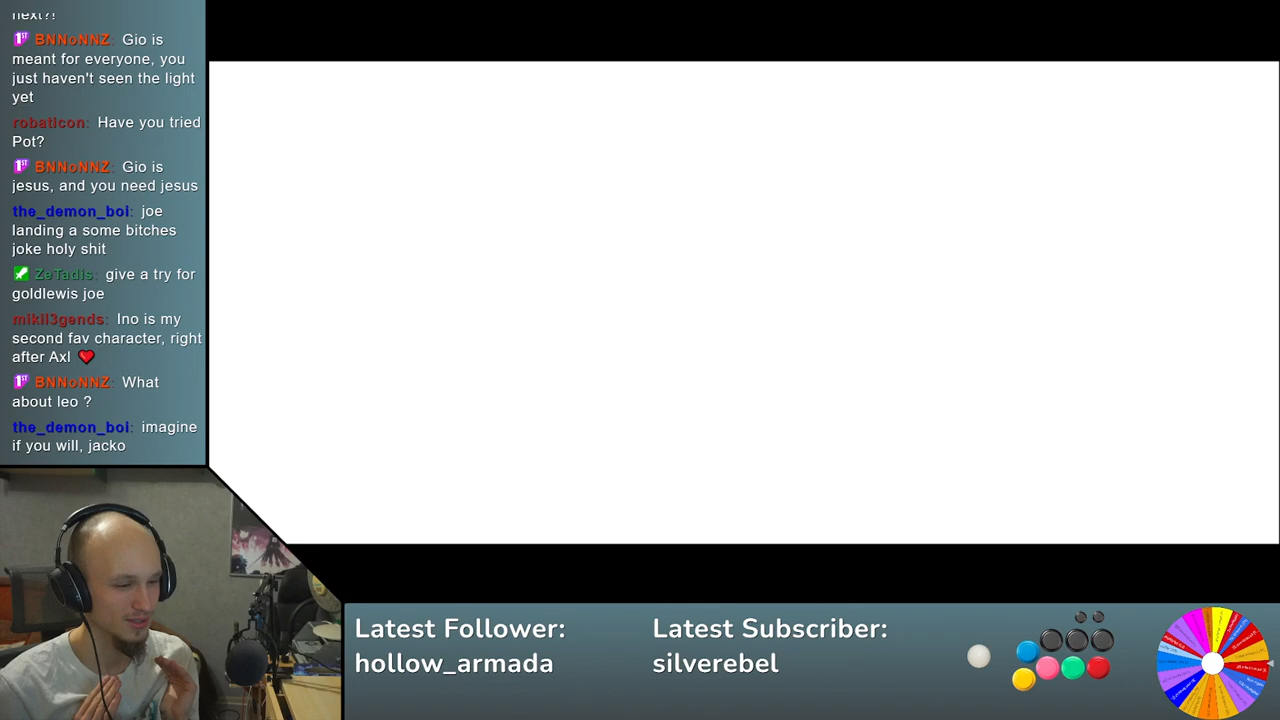 next?!
BNNoNNZ: Gio is
meant for everyone, you
just haven't seen the light
yet
robaticon: Have you tried
Pot?
BNNoNNZ: Gio is
jesus, and you need jesus
the_demon_boi: joe
landing a some bitches
joke holy shit
ZeTadis: give a try for
goldlewis joe
mikii3gends: Ino is my
second fav character, right
after Axl
BNNoNNZ: What
about leo ?
the_demon_boi: imagine
if you will, jacko
Latest Follower:
hollow_armada
Latest Subscriber:
silverebel